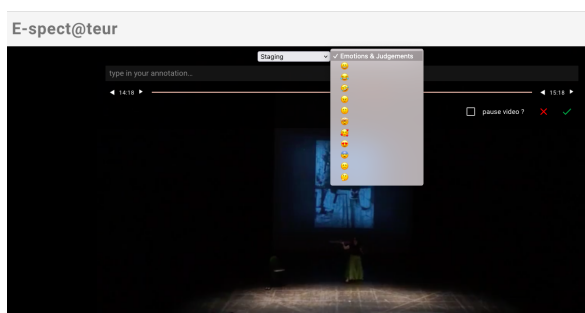 E-spect@teur
Staging
✓ Emotions & Judgements
type in your annotation...
14:18
15:18
pause video ?